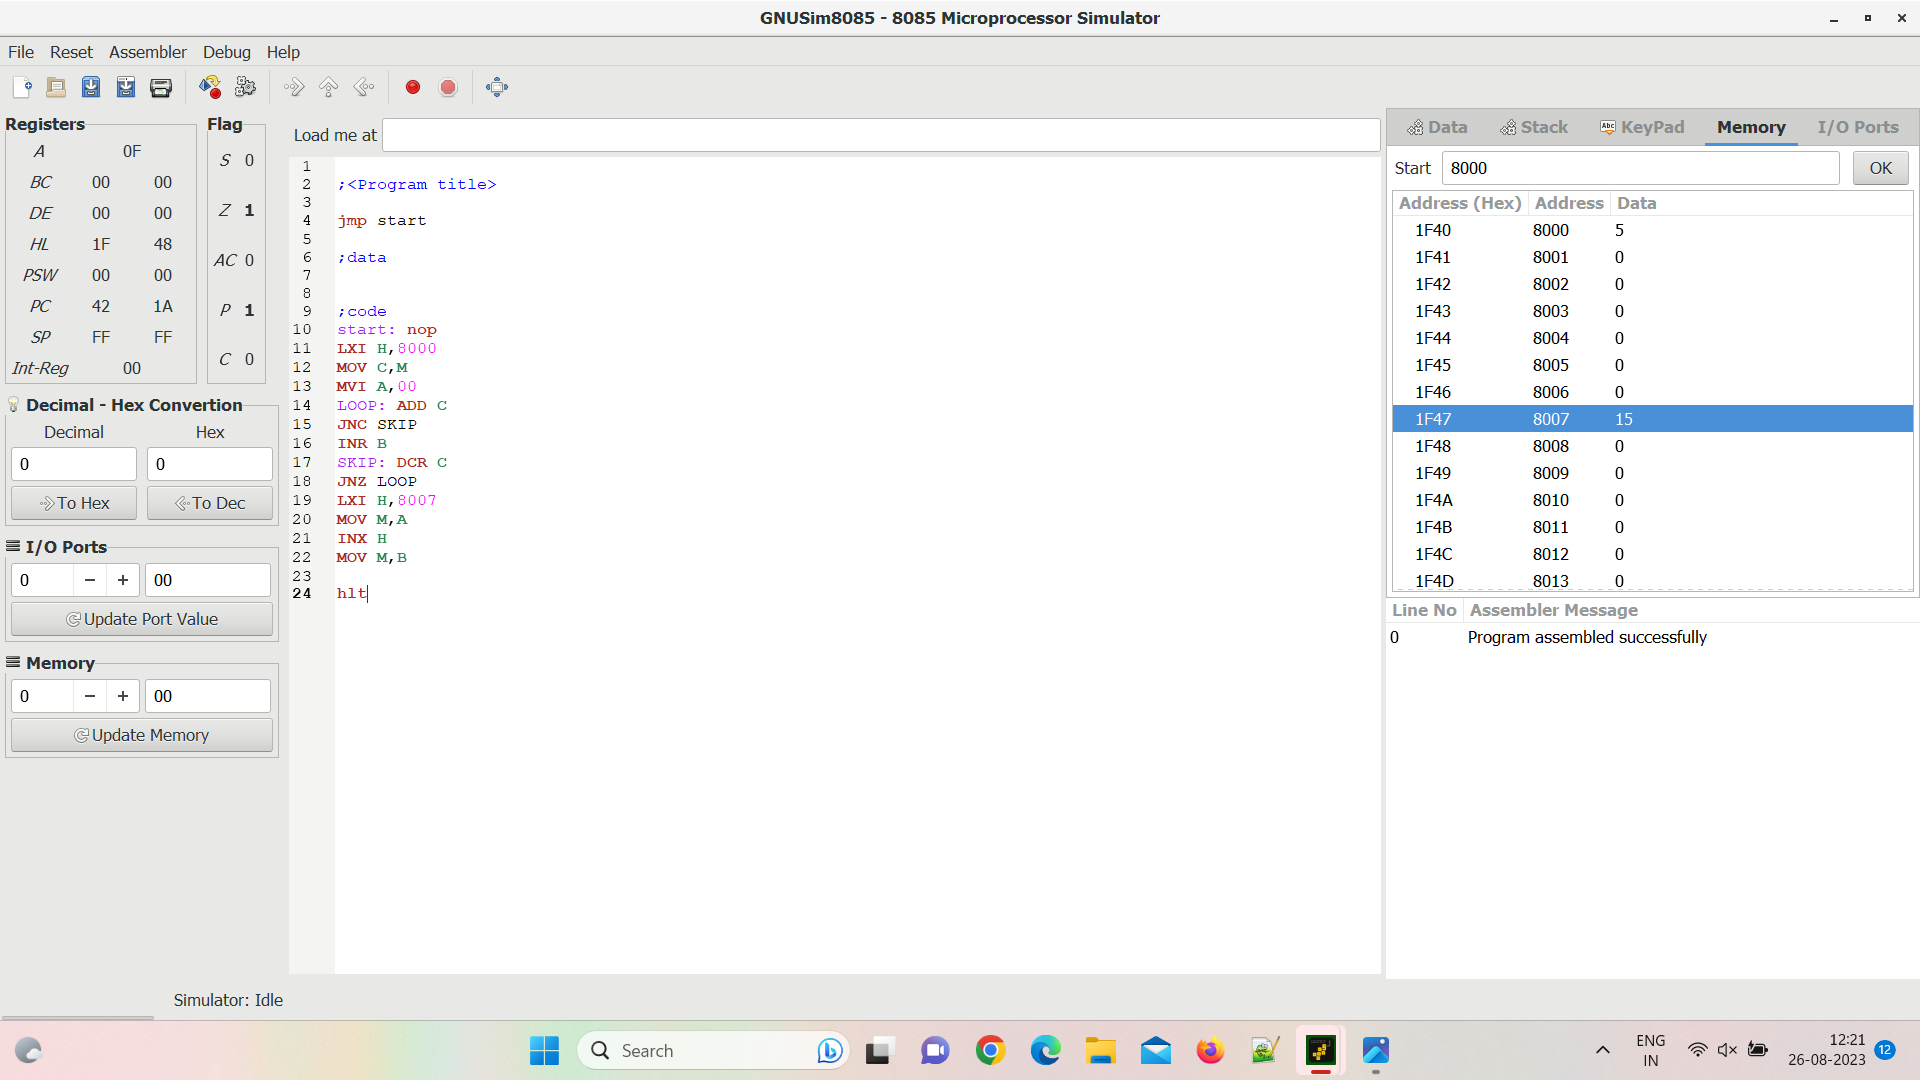 GNUSim8085 - 8085 Microprocessor Simulator
File Reset Assembler Debug Help
Registers
A 0F
BC 00 00
DE 00 00
HL 1F 48
PSW 00 00
PC 42 1A
SP FF FF
Int-Reg 00
Flag
S 0
Z 1
AC 0
P 1
C 0
Decimal - Hex Convertion
Decimal Hex
0 0
To Hex To Dec
I/O Ports
0 − + 00
Update Port Value
Memory
0 − + 00
Update Memory
Load me at
1
2 ;<Program title>
3
4 jmp start
5
6 ;data
7
8
9 ;code
10 start: nop
11 LXI H,8000
12 MOV C,M
13 MVI A,00
14 LOOP: ADD C
15 JNC SKIP
16 INR B
17 SKIP: DCR C
18 JNZ LOOP
19 LXI H,8007
20 MOV M,A
21 INX H
22 MOV M,B
23
24 hlt
Data Stack Abc KeyPad Memory I/O Ports
Start 8000 OK
Address (Hex) Address Data
1F40 8000 5
1F41 8001 0
1F42 8002 0
1F43 8003 0
1F44 8004 0
1F45 8005 0
1F46 8006 0
1F47 8007 15
1F48 8008 0
1F49 8009 0
1F4A 8010 0
1F4B 8011 0
1F4C 8012 0
1F4D 8013 0
Line No Assembler Message
0 Program assembled successfully
Simulator: Idle
Search
ENG
IN
12:21
26-08-2023
12